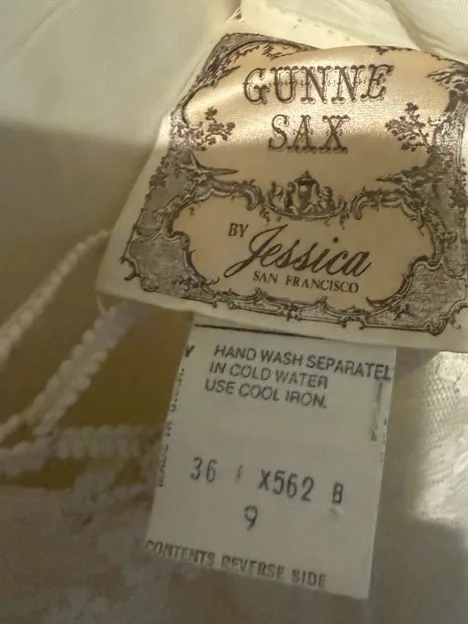 GUNNE
SAX
BY Jessica
SAN FRANCISCO
HAND WASH SEPARATEL
IN COLD WATER
USE COOL IRON.
36 X562 B
9
CONTENTS REVERSE SIDE